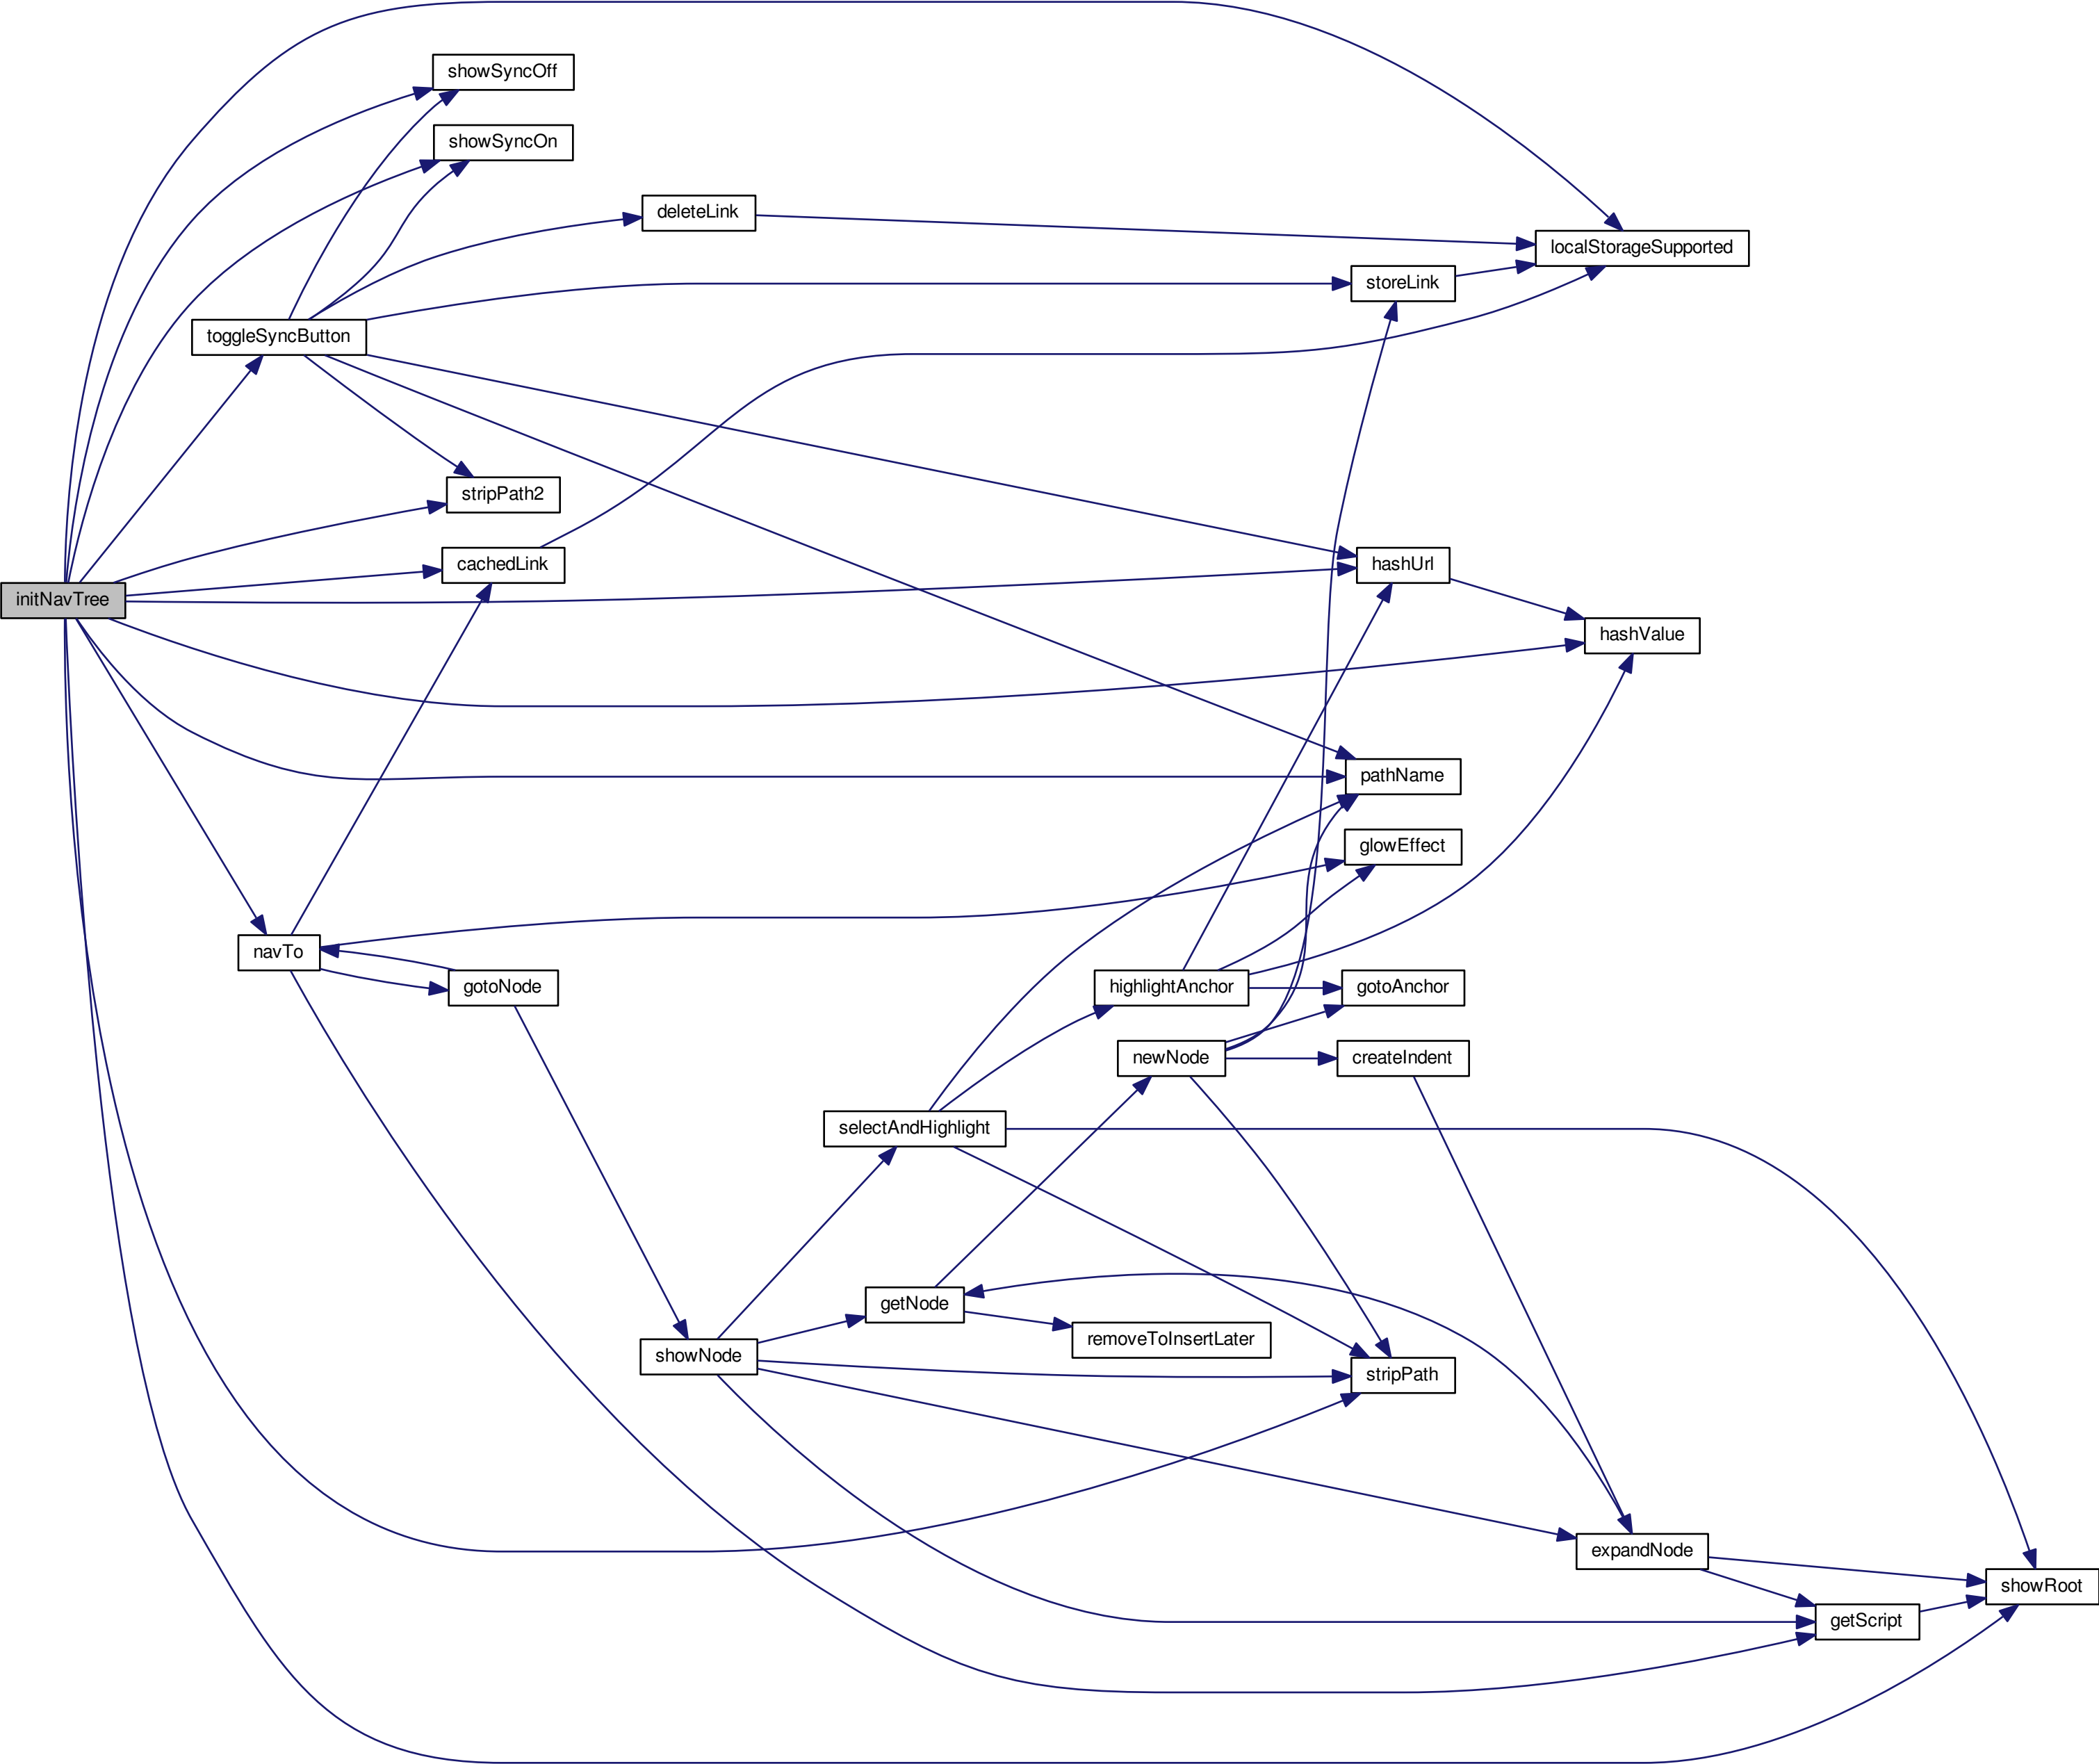 showSyncOff
showSyncOn
deleteLink
localStorageSupported
storeLink
toggleSyncButton
stripPath2
cachedLink
hashUrl
initNavTree
hashValue
pathName
glowEffect
navTo
gotoNode
highlightAnchor
gotoAnchor
newNode
createIndent
selectAndHighlight
getNode
removeToInsertLater
showNode
stripPath
expandNode
showRoot
getScript